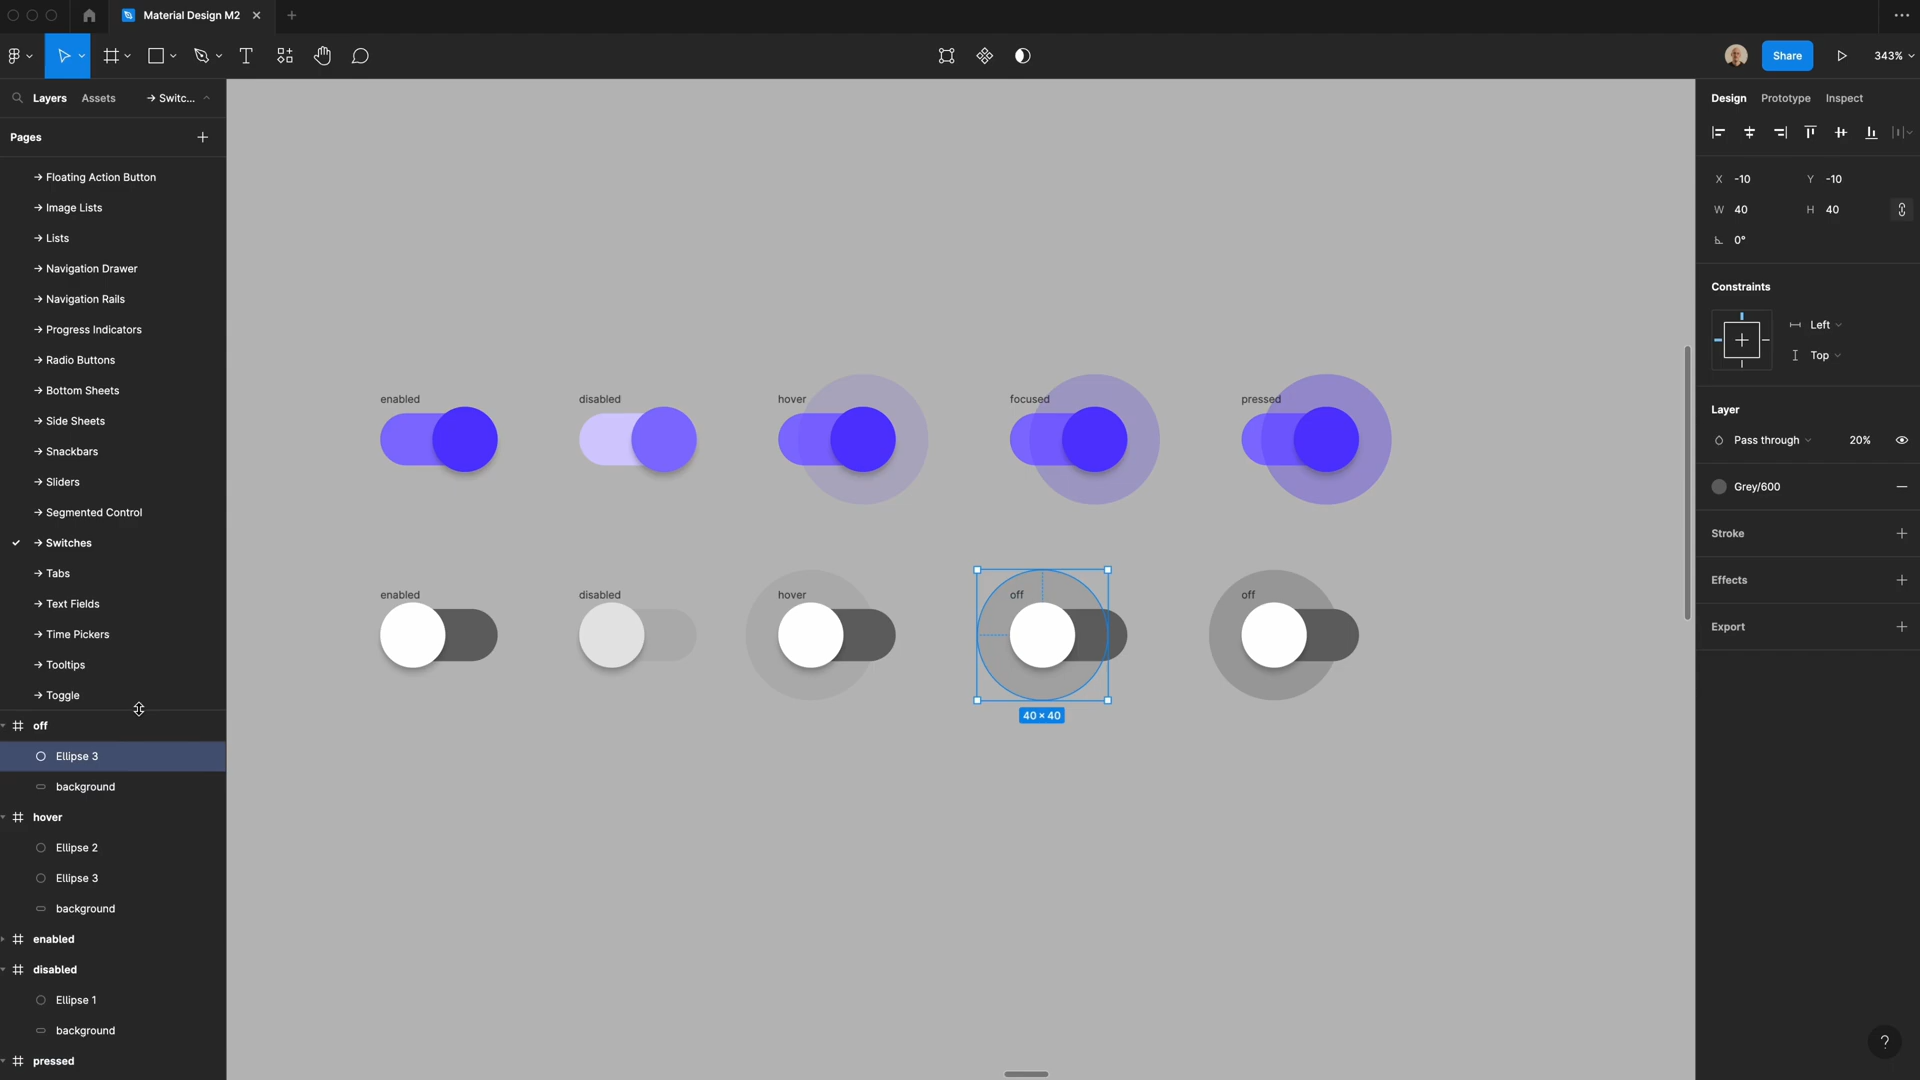 Material Design M2
Share
343%
Layers
Assets
→ Switc...
Pages
→ Floating Action Button
→ Image Lists
→ Lists
→ Navigation Drawer
→ Navigation Rails
→ Progress Indicators
→ Radio Buttons
→ Bottom Sheets
→ Side Sheets
→ Snackbars
→ Sliders
→ Segmented Control
→ Switches
→ Tabs
→ Text Fields
→ Time Pickers
→ Tooltips
→ Toggle
off
Ellipse 3
background
hover
Ellipse 2
Ellipse 3
background
enabled
disabled
Ellipse 1
background
pressed
enabled
disabled
hover
focused
pressed
enabled
disabled
hover
off
off
40 × 40
Design
Prototype
Inspect
X -10
Y -10
W 40
H 40
0°
Constraints
Left
Top
Layer
Pass through
20%
Grey/600
Stroke
Effects
Export
?